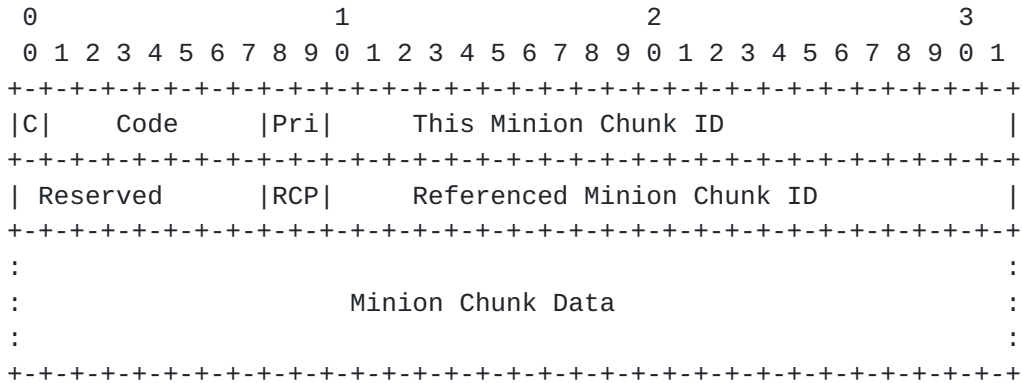 0                   1                   2                   3
 0 1 2 3 4 5 6 7 8 9 0 1 2 3 4 5 6 7 8 9 0 1 2 3 4 5 6 7 8 9 0 1
+-+-+-+-+-+-+-+-+-+-+-+-+-+-+-+-+-+-+-+-+-+-+-+-+-+-+-+-+-+-+-+-+
|C|    Code     |Pri|     This Minion Chunk ID                  |
+-+-+-+-+-+-+-+-+-+-+-+-+-+-+-+-+-+-+-+-+-+-+-+-+-+-+-+-+-+-+-+-+
| Reserved      |RCP|     Referenced Minion Chunk ID            |
+-+-+-+-+-+-+-+-+-+-+-+-+-+-+-+-+-+-+-+-+-+-+-+-+-+-+-+-+-+-+-+-+
:                                                               :
:                     Minion Chunk Data                         :
:                                                               :
+-+-+-+-+-+-+-+-+-+-+-+-+-+-+-+-+-+-+-+-+-+-+-+-+-+-+-+-+-+-+-+-+